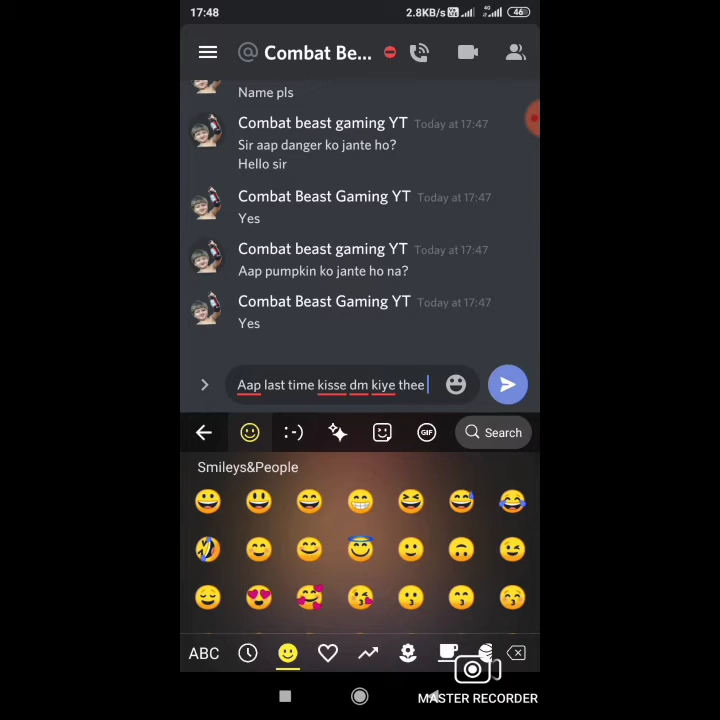 17:48
2.8KB/s 4G 46
@ Combat Be...
Name pls
Combat beast gaming YT Today at 17:47
Sir aap danger ko jante ho?
Hello sir
Combat Beast Gaming YT Today at 17:47
Yes
Combat beast gaming YT Today at 17:47
Aap pumpkin ko jante ho na?
Combat Beast Gaming YT Today at 17:47
Yes
Aap last time kisse dm kiye thee
:-) GIF Search
Smileys&People
ABC
MASTER RECORDER